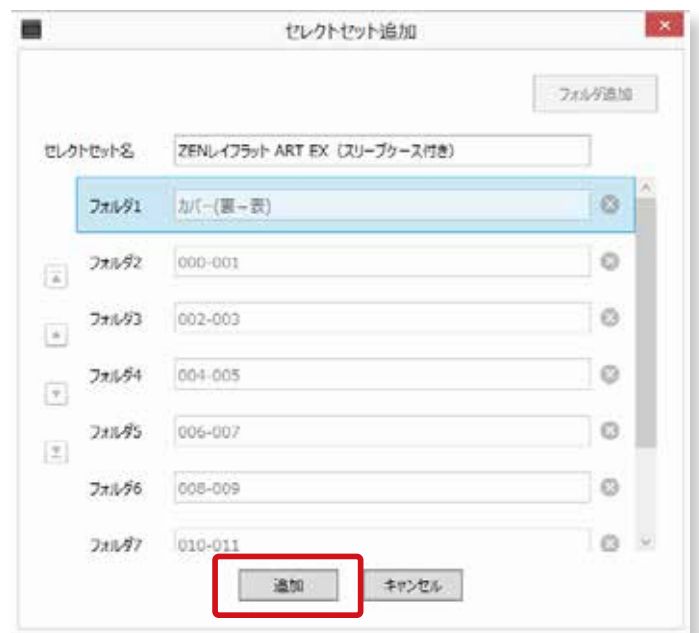 セレクトセット追加
フォルダ追加
セレクトセット名 ZENレイフラット ART EX（スリーブケース付き）
フォルダ1 カバー(裏－表)
フォルダ2 000-001
フォルダ3 002-003
フォルダ4 004-005
フォルダ5 006-007
フォルダ6 008-009
フォルダ7 010-011
追加 キャンセル